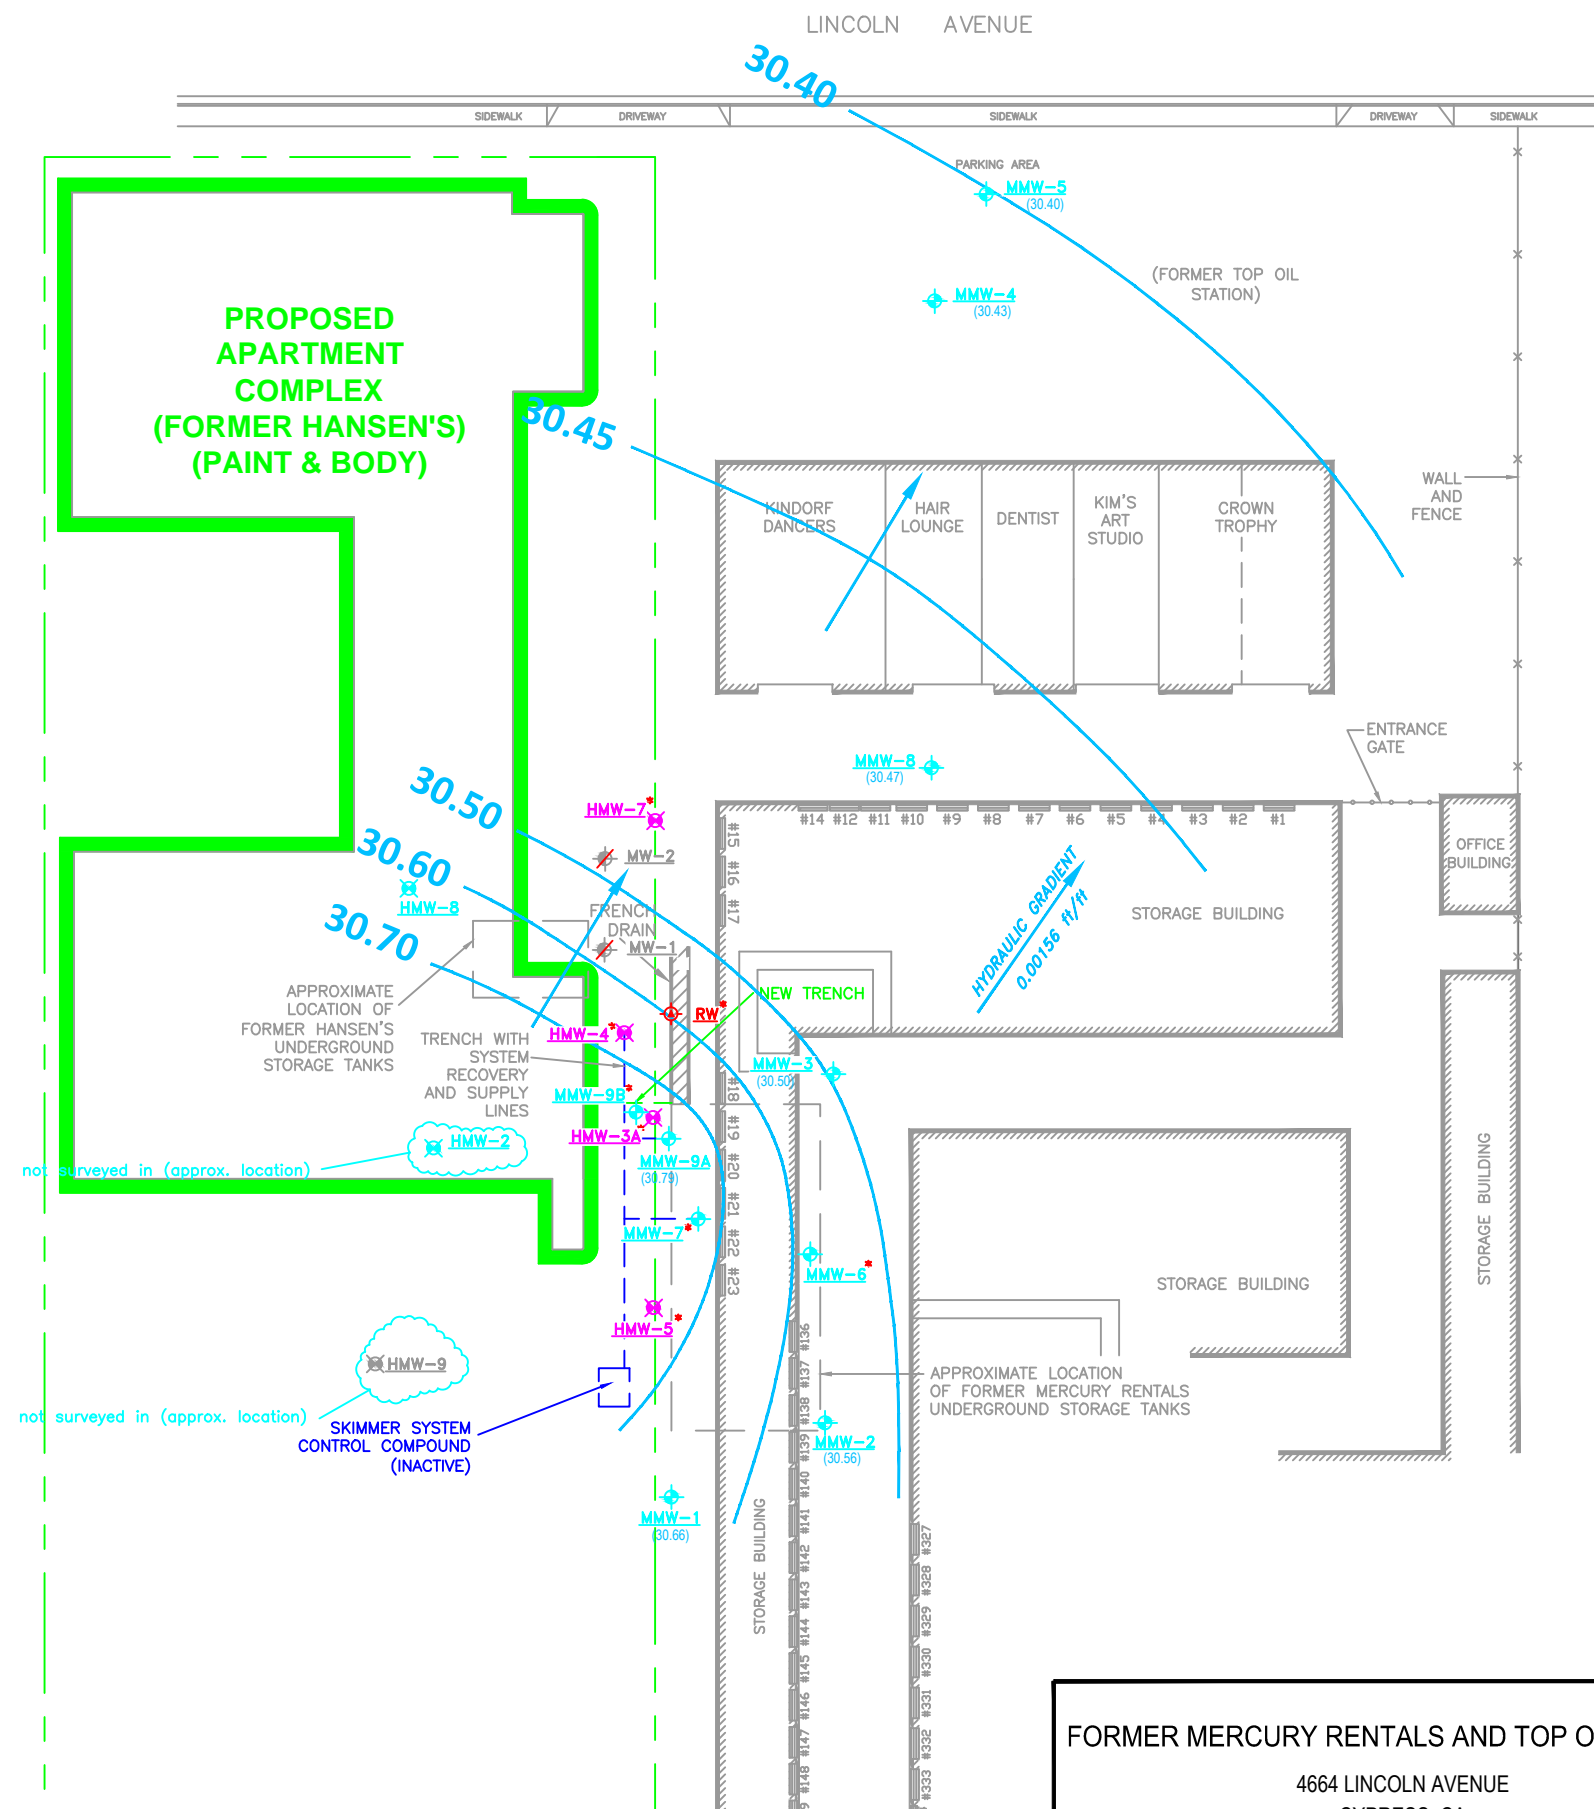 LINCOLN AVENUE
30.40
SIDEWALK
DRIVEWAY
SIDEWALK
DRIVEWAY
SIDEWALK
PARKING AREA
MMW-5
(30.40)
(FORMER TOP OIL
STATION)
MMW-4
(30.43)
PROPOSED
APARTMENT
COMPLEX
(FORMER HANSEN'S)
(PAINT & BODY)
30.45
WALL
AND
FENCE
KINDORF
DANCERS
HAIR
LOUNGE
DENTIST
KIM'S
ART
STUDIO
CROWN
TROPHY
ENTRANCE
GATE
MMW-8
(30.47)
30.50
HMW-7*
#14 #12 #11 #10 #9 #8 #7 #6 #5 #4 #3 #2 #1
#15
#16
#17
30.60
MW-2
OFFICE
BUILDING
HMW-8
30.70
FRENCH
DRAIN
MW-1
HYDRAULIC GRADIENT
0.00156 ft/ft
STORAGE BUILDING
APPROXIMATE
LOCATION OF
FORMER HANSEN'S
UNDERGROUND
STORAGE TANKS
NEW TRENCH
RW*
HMW-4*
TRENCH WITH
SYSTEM
RECOVERY
AND SUPPLY
LINES
MMW-3
(30.50)
MMW-9B*
HMW-3A*
#18
#19
#20
#21
#22
#23
HMW-2
not surveyed in (approx. location)
MMW-9A
(30.79)
MMW-7*
MMW-6*
STORAGE BUILDING
STORAGE BUILDING
HMW-5*
HMW-9
not surveyed in (approx. location)
SKIMMER SYSTEM
CONTROL COMPOUND
(INACTIVE)
APPROXIMATE LOCATION
OF FORMER MERCURY RENTALS
UNDERGROUND STORAGE TANKS
#136
#137
#138
#139
#140
#141
#142
#143
#144
#145
#146
#147
#148
MMW-2
(30.56)
MMW-1
(30.66)
STORAGE BUILDING
#327
#328
#329
#330
#331
#332
#333
FORMER MERCURY RENTALS AND TOP O
4664 LINCOLN AVENUE